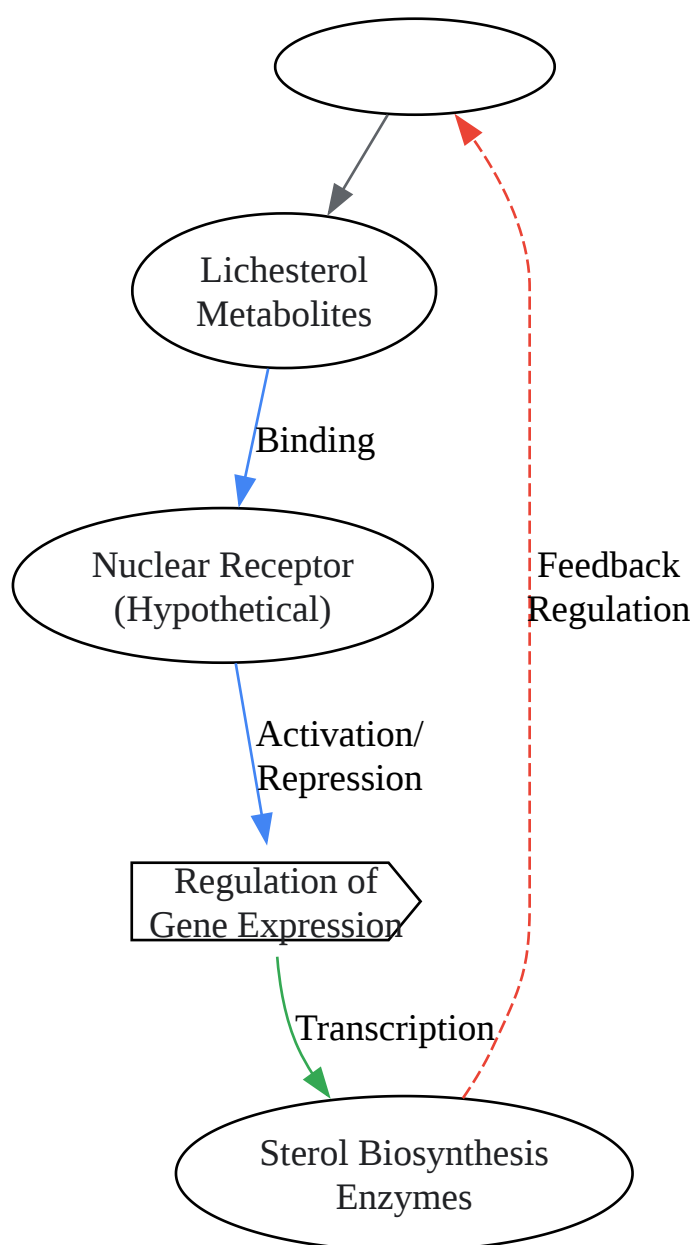 Lichesterol
Metabolites
Binding
Nuclear Receptor
(Hypothetical)
Feedback
Regulation
Activation/
Repression
Regulation of
Gene Expression
Transcription
Sterol Biosynthesis
Enzymes